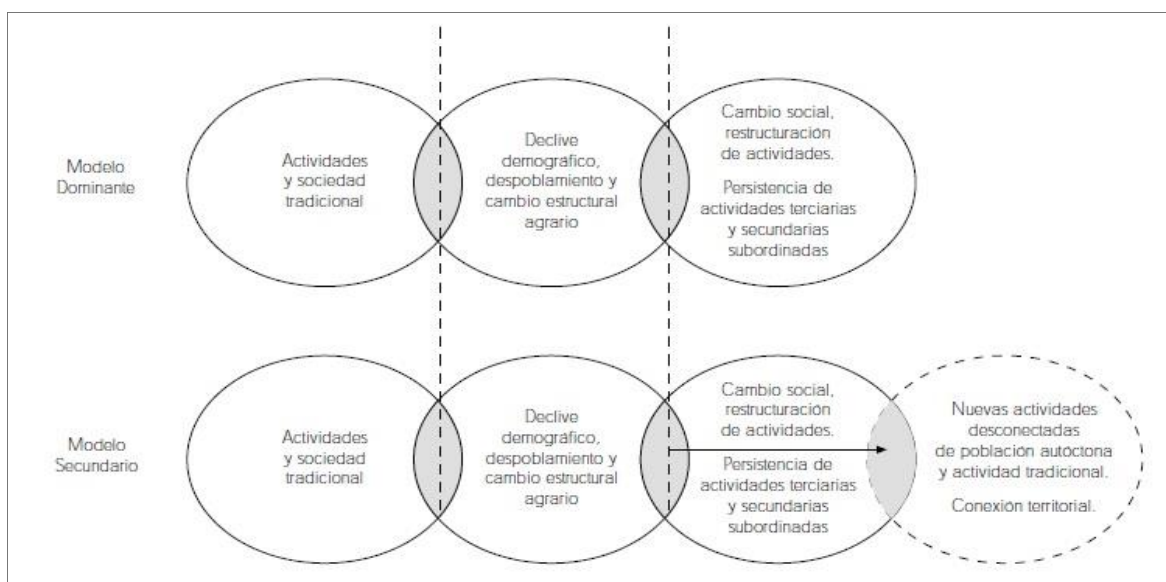 Modelo
Dominante
Actividades
y sociedad
tradicional
Declive
demográfico,
despoblamiento y
cambio estructural
agrario
Cambio social,
restructuración
de actividades.
Persistencia de
actividades terciarias
y secundarias
subordinadas
Modelo
Secundario
Actividades
y sociedad
tradicional
Declive
demográfico,
despoblamiento y
cambio estructural
agrario
Cambio social,
restructuración
de actividades.
Persistencia de
actividades terciarias
y secundarias
subordinadas
Nuevas actividades
desconectadas
de población autóctona
y actividad tradicional.
Conexión territorial.